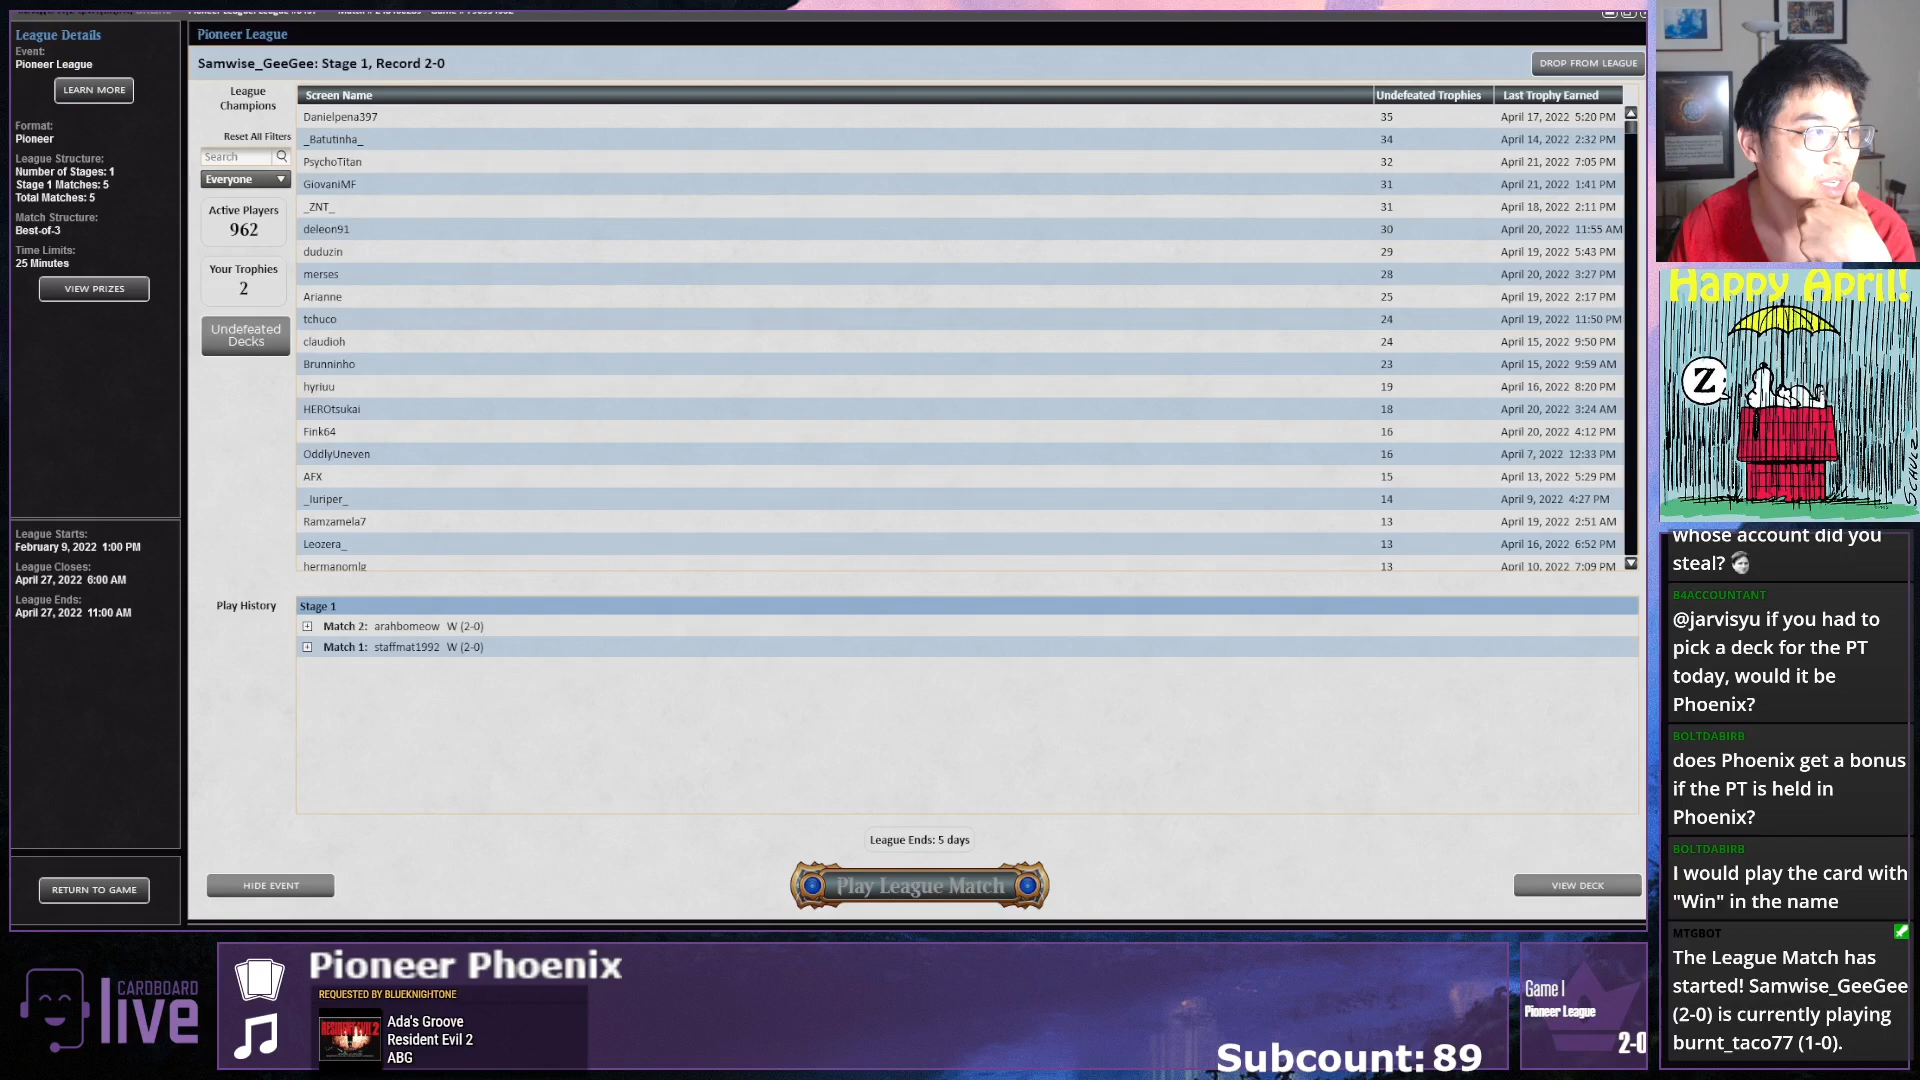 League Details
Event:
Pioneer League
LEARN MORE
Format:
Pioneer
League Structure:
Number of Stages: 1
Stage 1 Matches: 5
Total Matches: 5
Match Structure:
Best-of-3
Time Limits:
25 Minutes
VIEW PRIZES
League Starts:
February 9, 2022 1:00 PM
League Closes:
April 27, 2022 6:00 AM
League Ends:
April 27, 2022 11:00 AM
RETURN TO GAME
Pioneer League
Samwise_GeeGee: Stage 1, Record 2-0
DROP FROM LEAGUE
League
Champions
Reset All Filters
Search
Everyone
Active Players
962
Your Trophies
2
Undefeated
Decks
Screen Name Undefeated Trophies Last Trophy Earned
Danielpena397 35 April 17, 2022 5:20 PM
_Batutinha_ 34 April 14, 2022 2:32 PM
PsychoTitan 32 April 21, 2022 7:05 PM
GiovaniMF 31 April 21, 2022 1:41 PM
_ZNT_ 31 April 18, 2022 2:11 PM
deleon91 30 April 20, 2022 11:55 AM
duduzin 29 April 19, 2022 5:43 PM
merses 28 April 20, 2022 3:27 PM
Arianne 25 April 19, 2022 2:17 PM
tchuco 24 April 19, 2022 11:50 PM
claudioh 24 April 15, 2022 9:50 PM
Brunninho 23 April 15, 2022 9:59 AM
hyriuu 19 April 16, 2022 8:20 PM
HEROtsukai 18 April 20, 2022 3:24 AM
Fink64 16 April 20, 2022 4:12 PM
OddlyUneven 16 April 7, 2022 12:33 PM
AFX 15 April 13, 2022 5:29 PM
_Iuriper_ 14 April 9, 2022 4:27 PM
Ramzamela7 13 April 19, 2022 2:51 AM
Leozera_ 13 April 16, 2022 6:52 PM
hermanomlg 13 April 10, 2022 7:09 PM
Play History
Stage 1
Match 2: arahbomeow W (2-0)
Match 1: staffmat1992 W (2-0)
League Ends: 5 days
HIDE EVENT
Play League Match
VIEW DECK
Happy April!
Z
SCHULZ
whose account did you
steal?
B4ACCOUNTANT
@jarvisyu if you had to
pick a deck for the PT
today, would it be
Phoenix?
BOLTDABIRB
does Phoenix get a bonus
if the PT is held in
Phoenix?
BOLTDABIRB
I would play the card with
"Win" in the name
MTGBOT
The League Match has
started! Samwise_GeeGee
(2-0) is currently playing
burnt_taco77 (1-0).
CARDBOARD
live
Pioneer Phoenix
REQUESTED BY BLUEKNIGHTONE
RESIDENT EVIL 2
Ada's Groove
Resident Evil 2
ABG
Subcount: 89
Game 1
Pioneer League
2-0